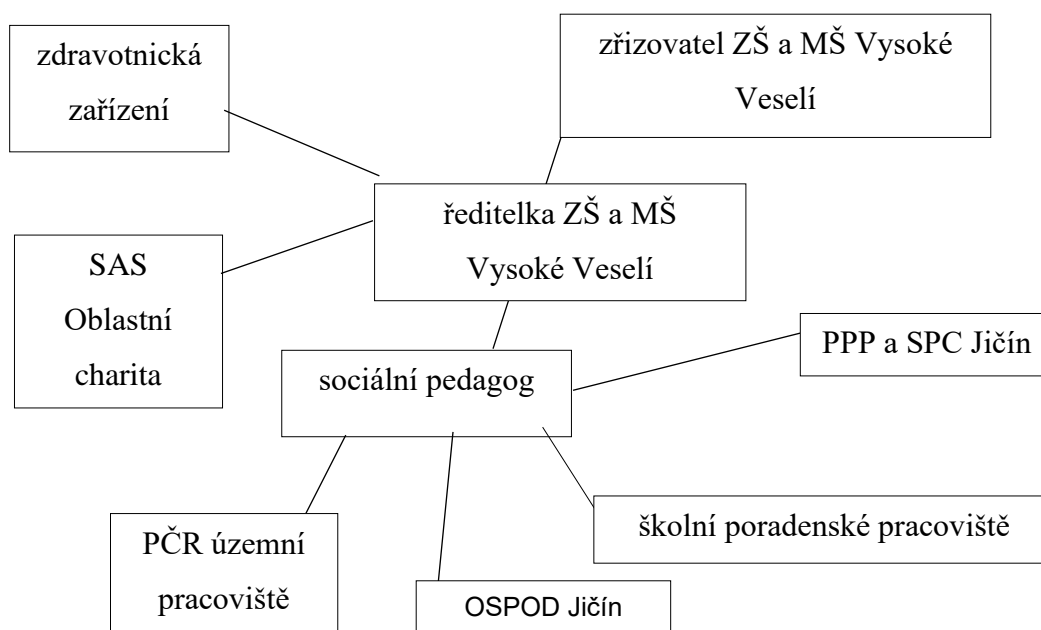 zdravotnická
zařízení
zřizovatel ZŠ a MŠ Vysoké
Veselí
ředitelka ZŠ a MŠ
Vysoké Veselí
SAS
Oblastní
charita
PPP a SPC Jičín
sociální pedagog
školní poradenské pracoviště
PČR územní
pracoviště
OSPOD Jičín